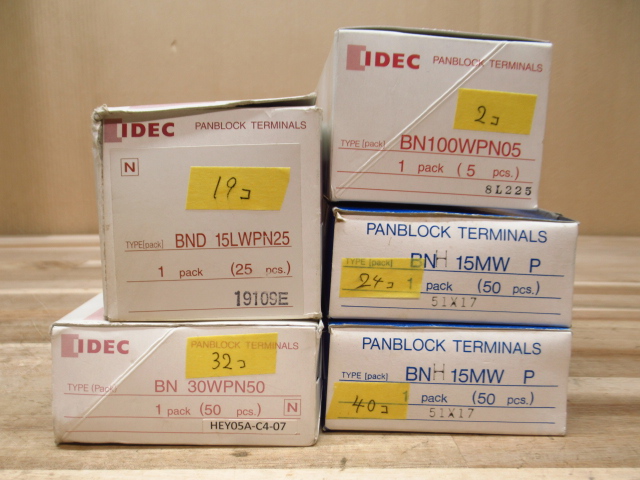 IDEC PANBLOCK TERMINALS
N
19コ
TYPE[pack] BND 15LWPN25
1 pack (25 pcs.)
19109E
IDEC PANBLOCK TERMINALS
32コ
TYPE (Pack) BN 30WPN50
1 pack (50 pcs.) N
HEY05A-C4-07
IDEC PANBLOCK TERMINALS
2コ
TYPE [pack] BN100WPN05
1 pack ( 5 pcs.)
8L225
PANBLOCK TERMINALS
TYPE [pack] BNH 15MW P
24コ 1 pack (50 pcs.)
51X17
PANBLOCK TERMINALS
TYPE [pack] BNH 15MW P
40コ 1 pack (50 pcs.)
51X17